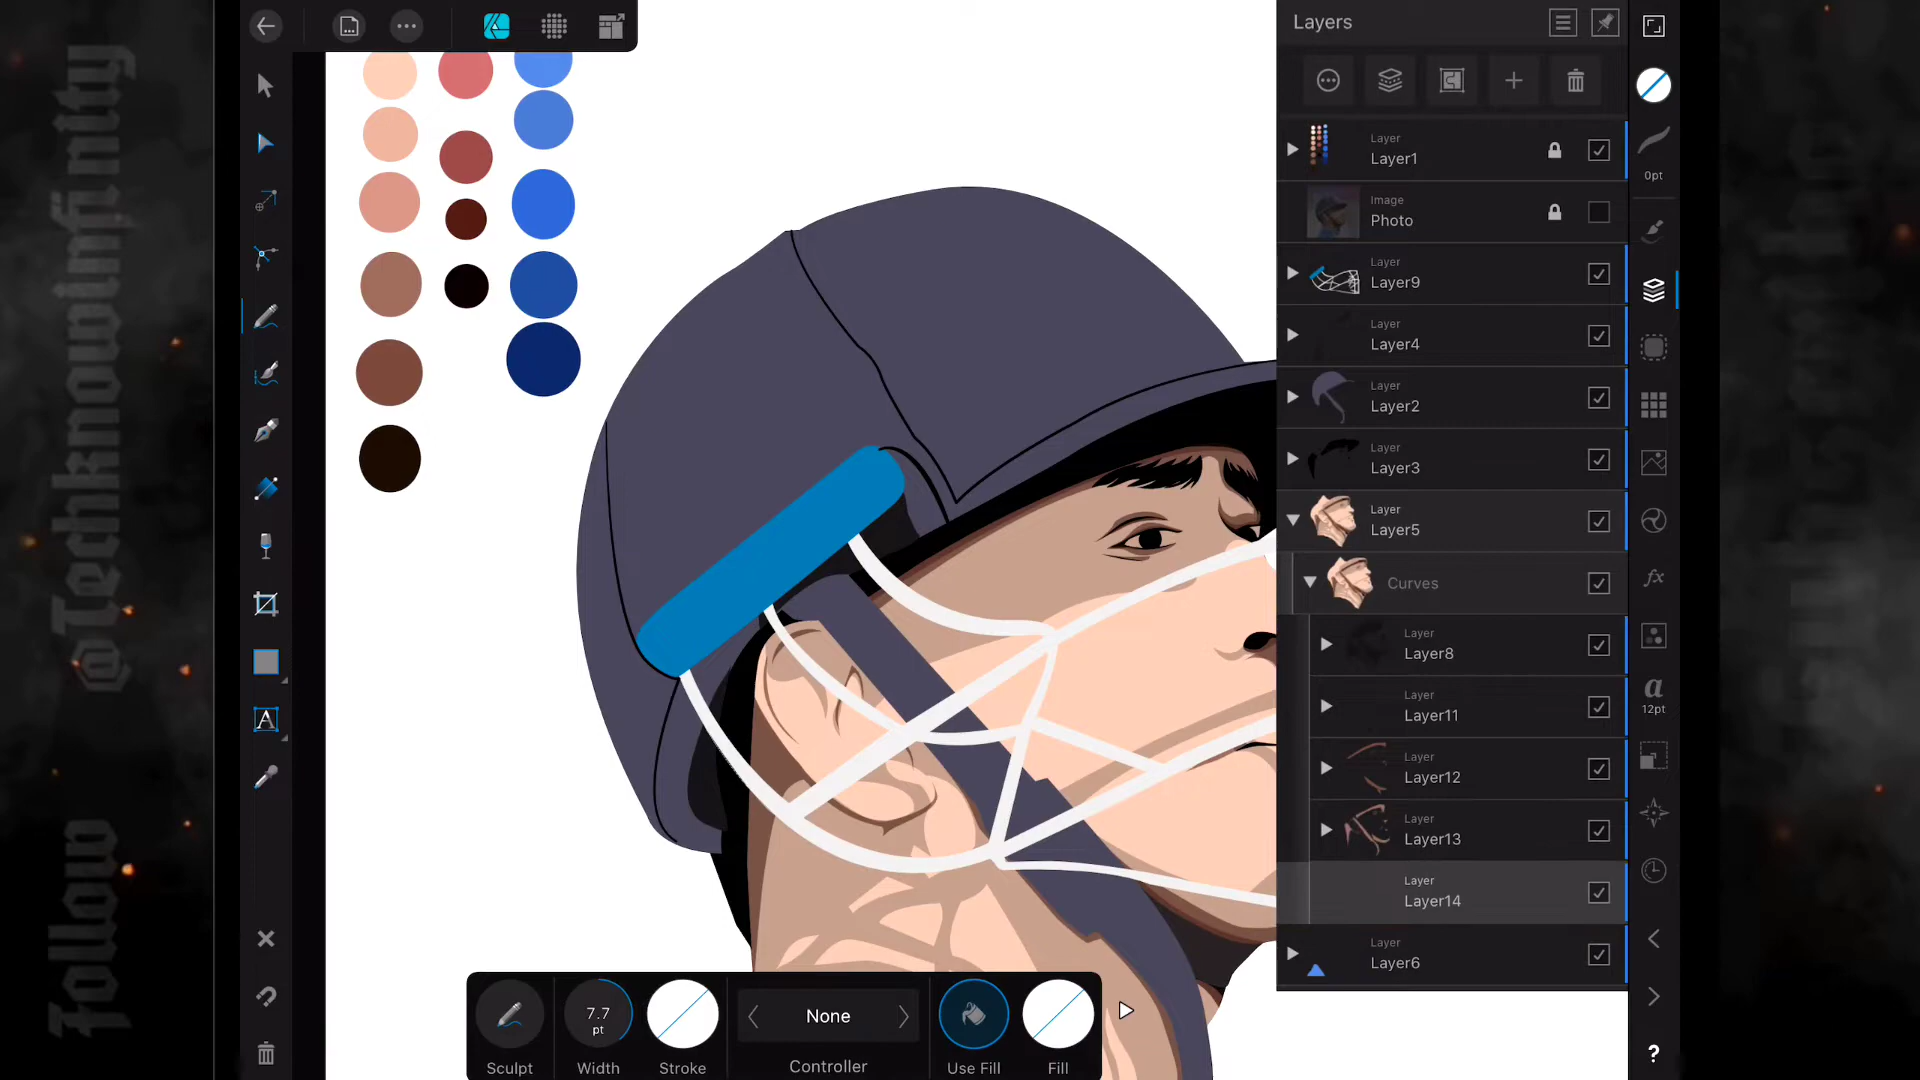 Follow @Techknowinfinity
Layers
Layer
Layer1
Image
Photo
Layer
Layer9
Layer
Layer4
Layer
Layer2
Layer
Layer3
Layer
Layer5
Curves
Layer
Layer8
Layer
Layer11
Layer
Layer12
Layer
Layer13
Layer
Layer14
Layer
Layer6
0pt
fx
a
12pt
?
A
7.7
pt
None
Sculpt
Width
Stroke
Controller
Use Fill
Fill